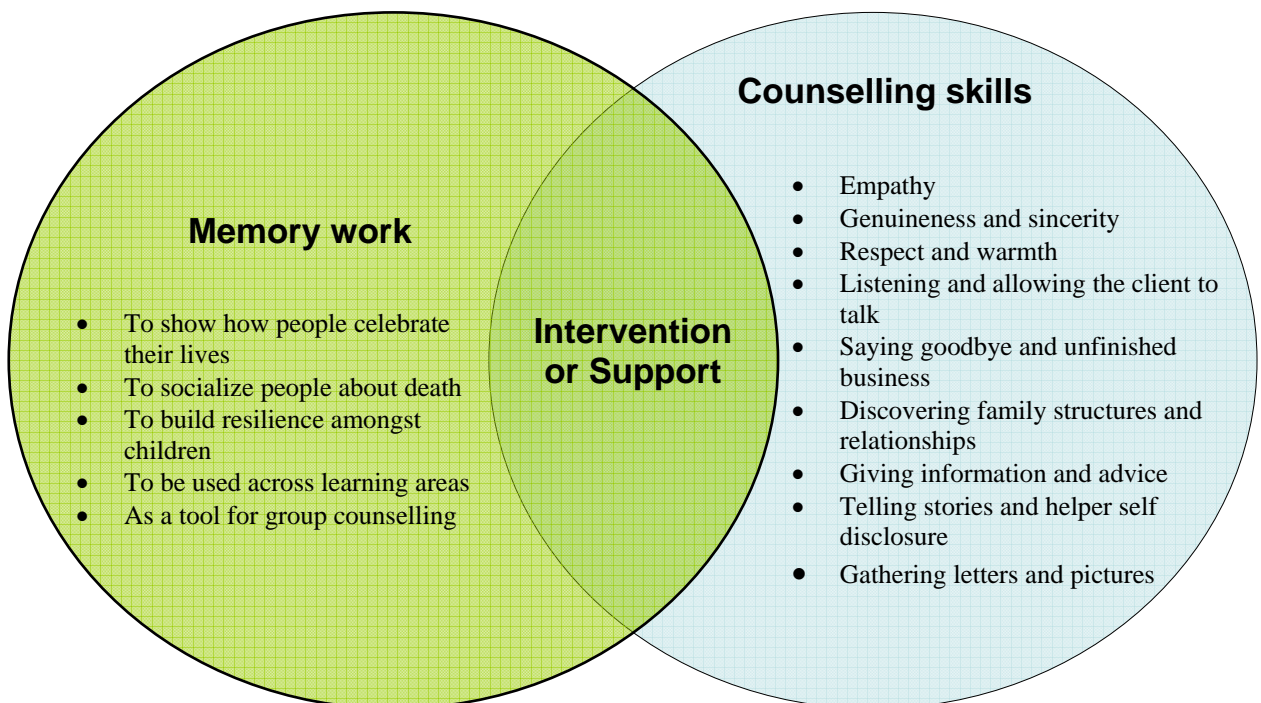 Memory work
• To show how people celebrate
their lives
• To socialize people about death
• To build resilience amongst
children
• To be used across learning areas
• As a tool for group counselling
Intervention
or Support
Counselling skills
• Empathy
• Genuineness and sincerity
• Respect and warmth
• Listening and allowing the client to
talk
• Saying goodbye and unfinished
business
• Discovering family structures and
relationships
• Giving information and advice
• Telling stories and helper self
disclosure
• Gathering letters and pictures